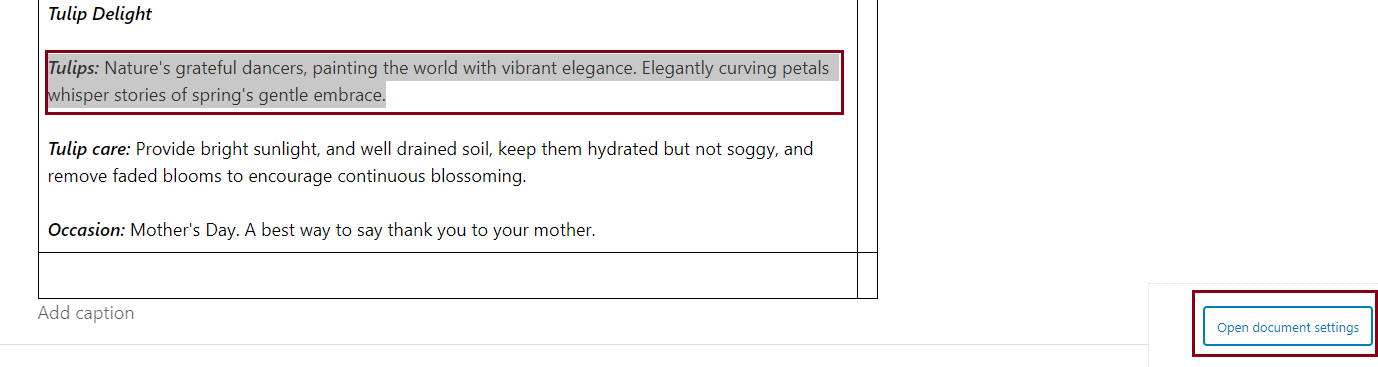 Tulip Delight
Tulips: Nature's grateful dancers, painting the world with vibrant elegance. Elegantly curving petals
whisper stories of spring's gentle embrace.
Tulip care: Provide bright sunlight, and well drained soil, keep them hydrated but not soggy, and
remove faded blooms to encourage continuous blossoming.
Occasion: Mother's Day. A best way to say thank you to your mother.
Add caption
Open document settings